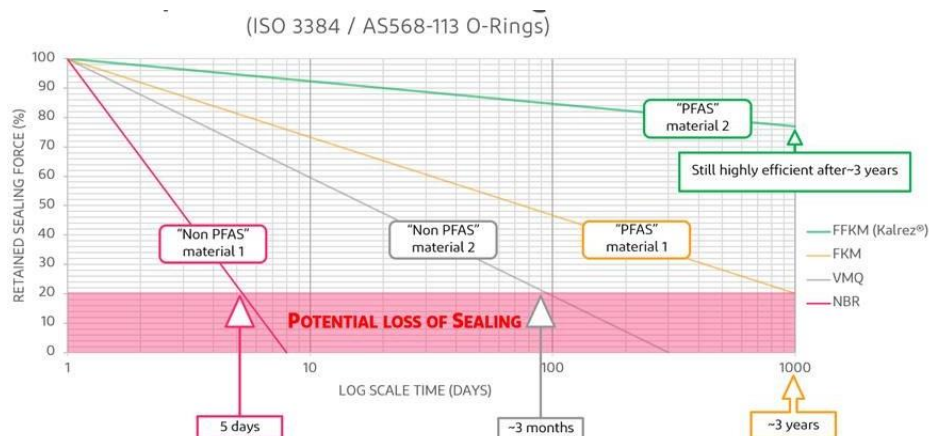 (ISO 3384 / AS568-113 O-Rings)
RETAINED SEALING FORCE (%)
100
90
80
70
60
50
40
30
20
10
0
"PFAS"
material 2
Still highly efficient after~3 years
"Non PFAS"
material 1
"Non PFAS"
material 2
"PFAS"
material 1
FFKM (Kalrez®)
FKM
VMQ
NBR
POTENTIAL LOSS OF SEALING
1
10
100
1000
LOG SCALE TIME (DAYS)
5 days
~3 months
~3 years